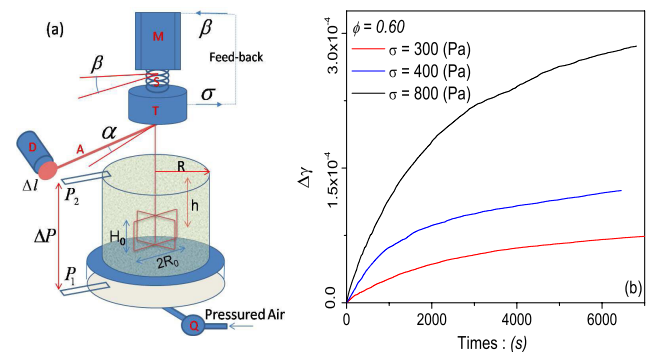 (a)
M
β
Feed-back
β
S
σ
T
D
A
α
Δl
R
P₂
h
ΔP
H₀
2R₀
P₁
Pressured Air
Q
ϕ = 0.60
σ = 300 (Pa)
σ = 400 (Pa)
σ = 800 (Pa)
3.0x10⁻⁴
1.5x10⁻⁴
0.0
Δγ
0
2000
4000
6000
(b)
Times : (s)